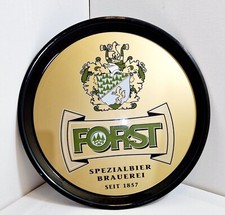 FORST
SPEZIALBIER
BRAUEREI
SEIT 1857